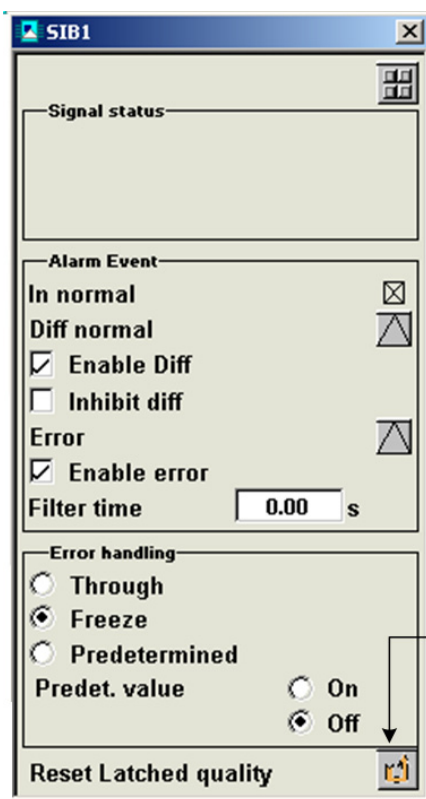 SIB1
Signal status
Alarm Event
In normal
Diff normal
Enable Diff
Inhibit diff
Error
Enable error
Filter time 0.00 s
Error handling
Through
Freeze
Predetermined
Predet. value On
Off
Reset Latched quality